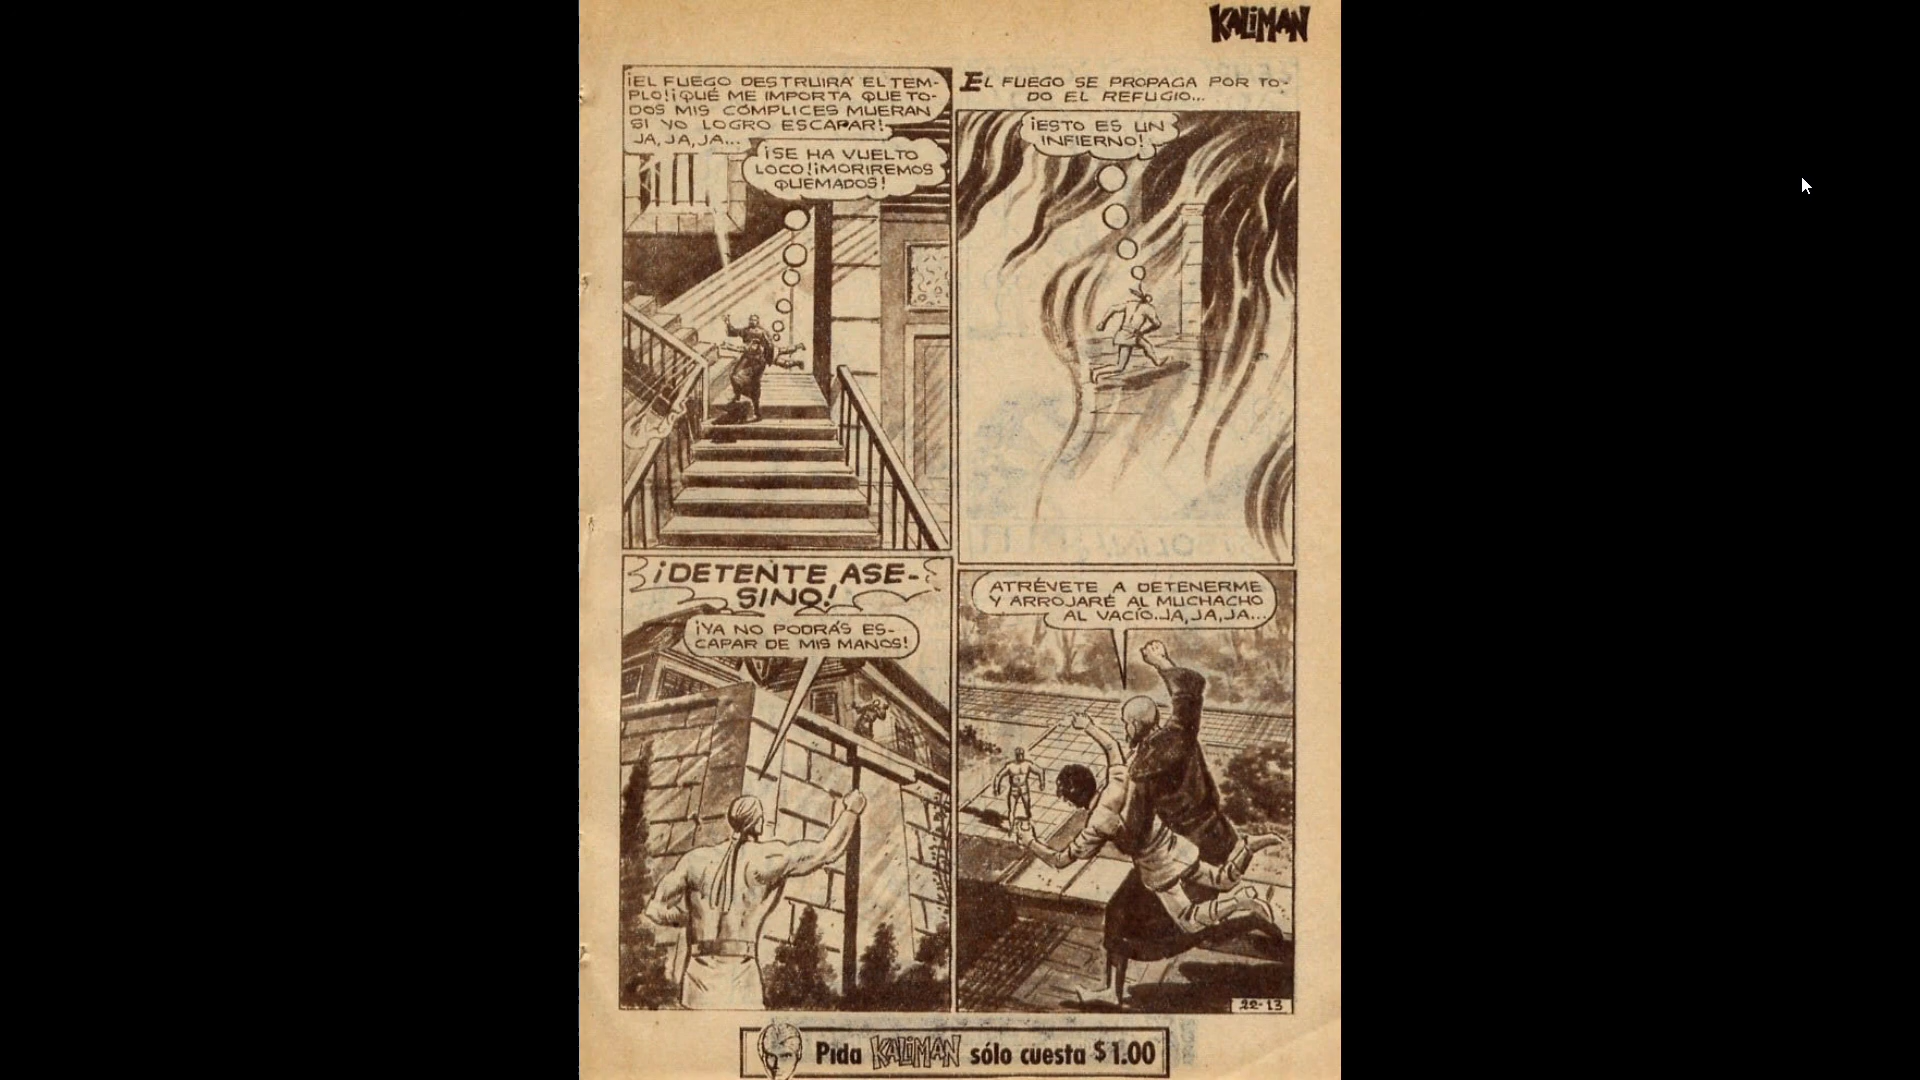 KALIMAN
¡EL FUEGO DESTRUIRÁ EL TEM-
PLO!¡QUÉ ME IMPORTA QUE TO-
DOS MIS CÓMPLICES MUERAN
SI YO LOGRO ESCAPAR!
JA, JA, JA...
¡SE HA VUELTO
LOCO!¡MORIREMOS
QUEMADOS!
EL FUEGO SE PROPAGA POR TO-
DO EL REFUGIO...
¡ESTO ES UN
INFIERNO!
¡DETENTE ASE-
SINO!
¡YA NO PODRÁS ES-
CAPAR DE MIS MANOS!
ATRÉVETE A DETENERME
Y ARROJARÉ AL MUCHACHO
AL VACÍO..JA, JA, JA...
22-13
Pida KALIMAN sólo cuesta $1.00